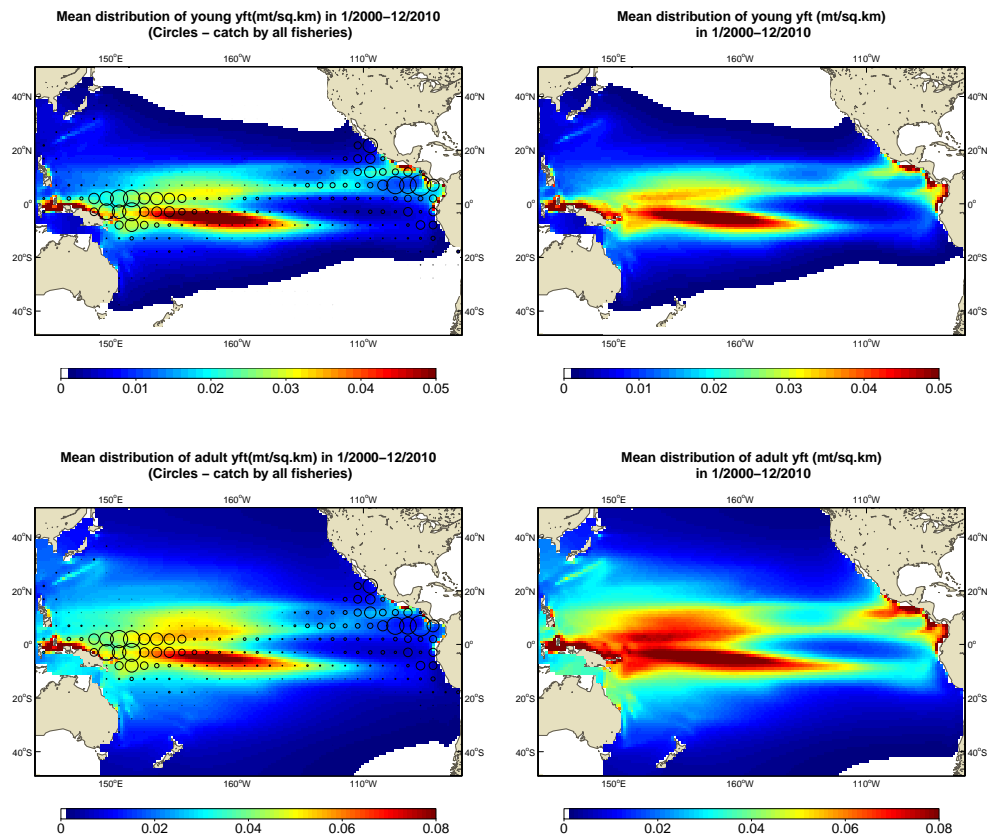 Mean distribution of young yft(mt/sq.km) in 1/2000−12/2010
(Circles − catch by all fisheries)
150°E 160°W 110°W
40°N 40°N
20°N 20°N
0° 0°
20°S 20°S
40°S 40°S
150°E 160°W 110°W
0 0.01 0.02 0.03 0.04 0.05
Mean distribution of young yft (mt/sq.km)
in 1/2000−12/2010
150°E 160°W 110°W
40°N 40°N
20°N 20°N
0° 0°
20°S 20°S
40°S 40°S
150°E 160°W 110°W
0 0.01 0.02 0.03 0.04 0.05
Mean distribution of adult yft(mt/sq.km) in 1/2000−12/2010
(Circles − catch by all fisheries)
150°E 160°W 110°W
40°N 40°N
20°N 20°N
0° 0°
20°S 20°S
40°S 40°S
150°E 160°W 110°W
0 0.02 0.04 0.06 0.08
Mean distribution of adult yft (mt/sq.km)
in 1/2000−12/2010
150°E 160°W 110°W
40°N 40°N
20°N 20°N
0° 0°
20°S 20°S
40°S 40°S
150°E 160°W 110°W
0 0.02 0.04 0.06 0.08